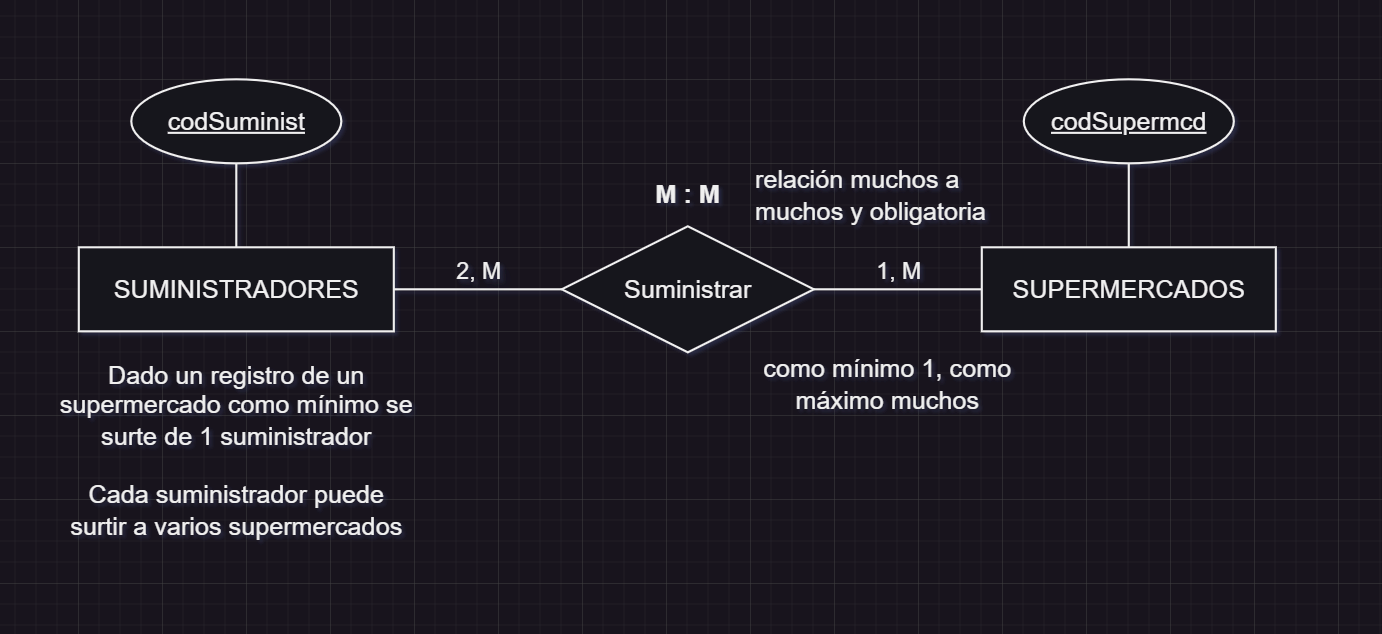 codSuminist
codSupermcd
M : M
relación muchos a
muchos y obligatoria
SUMINISTRADORES
2, M
Suministrar
1, M
SUPERMERCADOS
Dado un registro de un
supermercado como mínimo se
surte de 1 suministrador
como mínimo 1, como
máximo muchos
Cada suministrador puede
surtir a varios supermercados